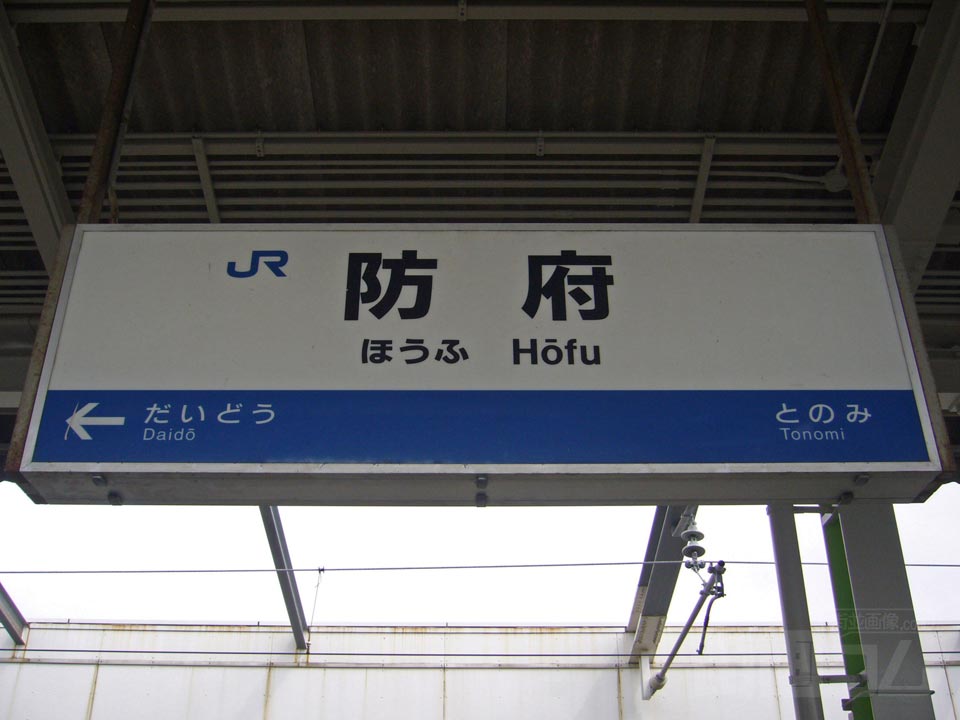 JR 防府
ほうふ Hōfu
← だいどう とのみ
Daidō Tonomi